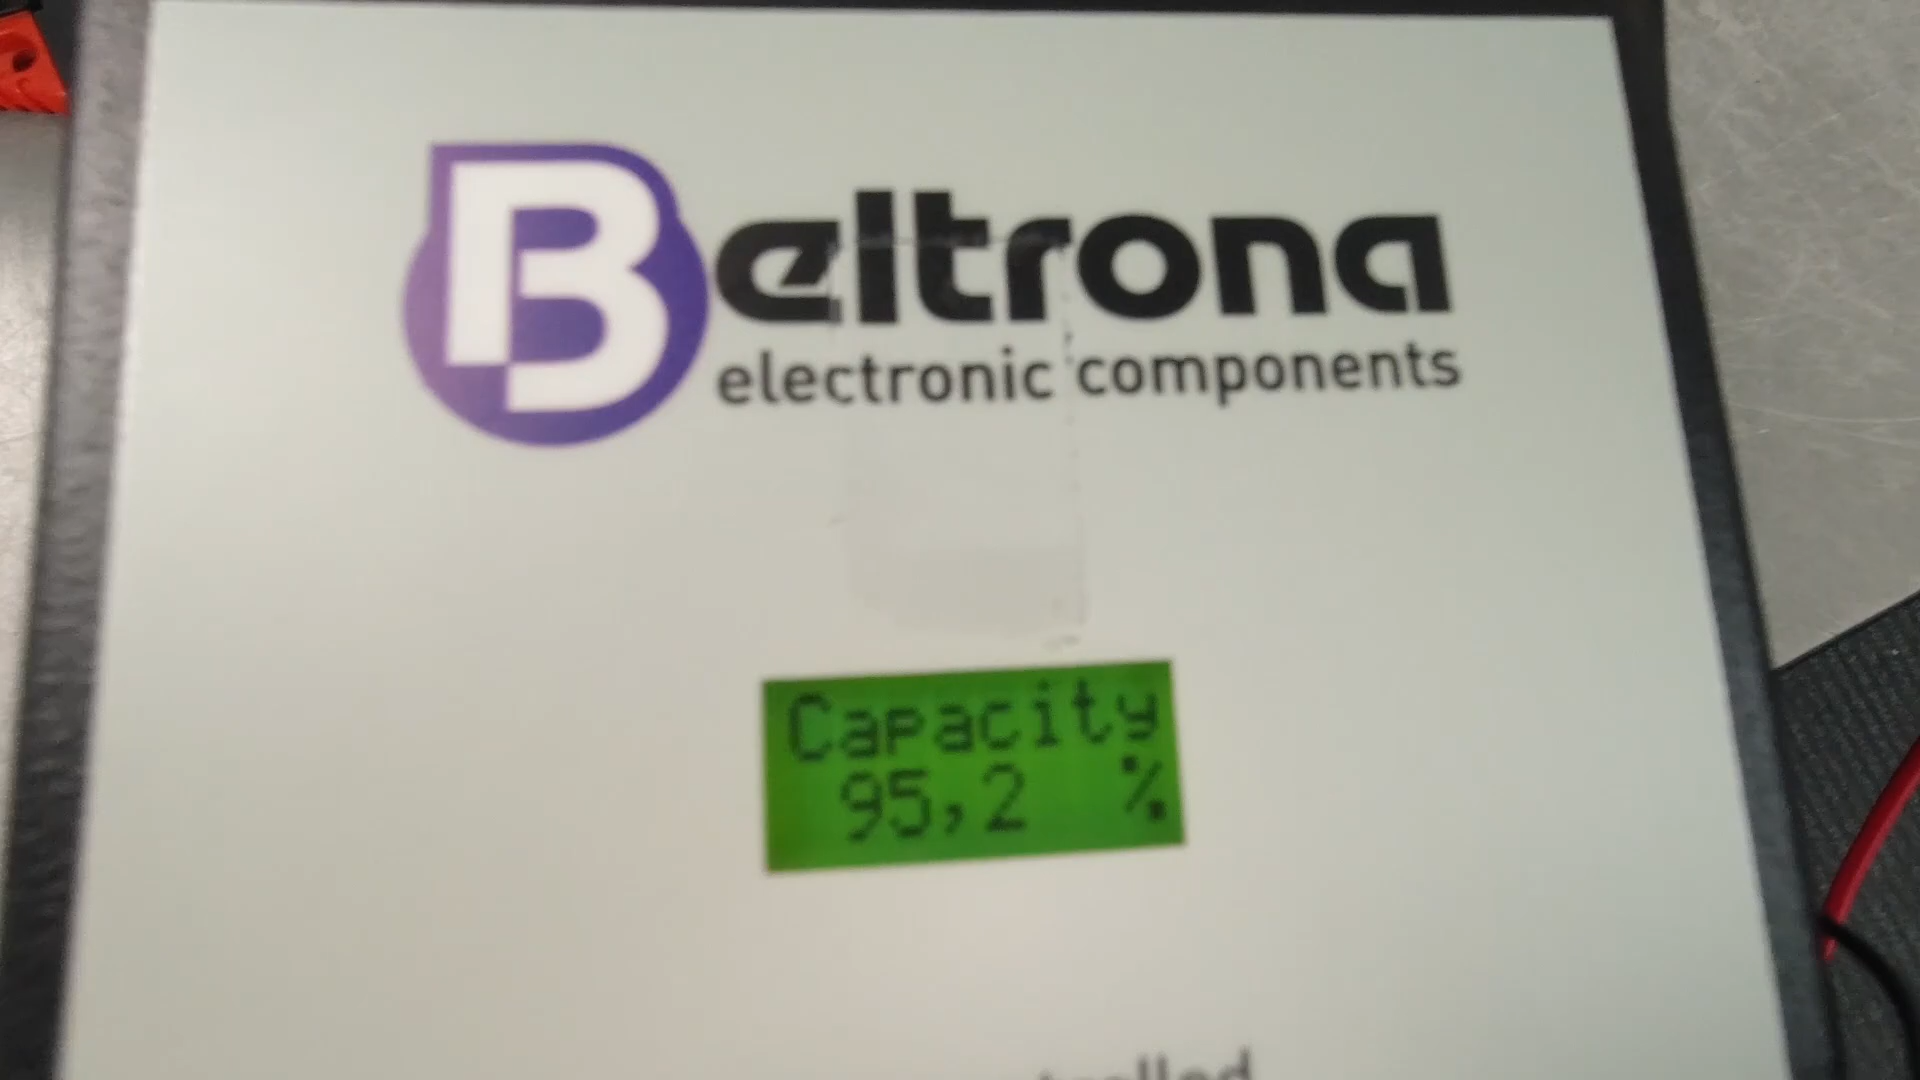 Beltrona
electronic components
Capacity
95,2 %